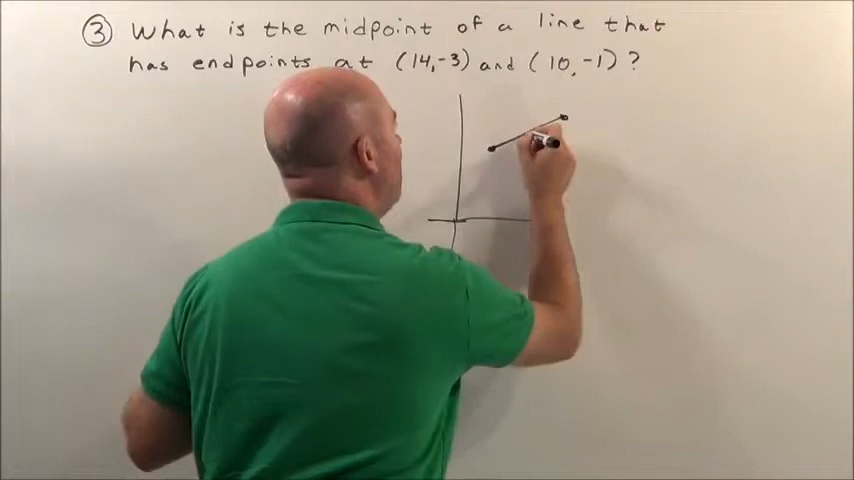 ③ What is the midpoint of a line that
has endpoints at (14,-3) and (10,-1)?